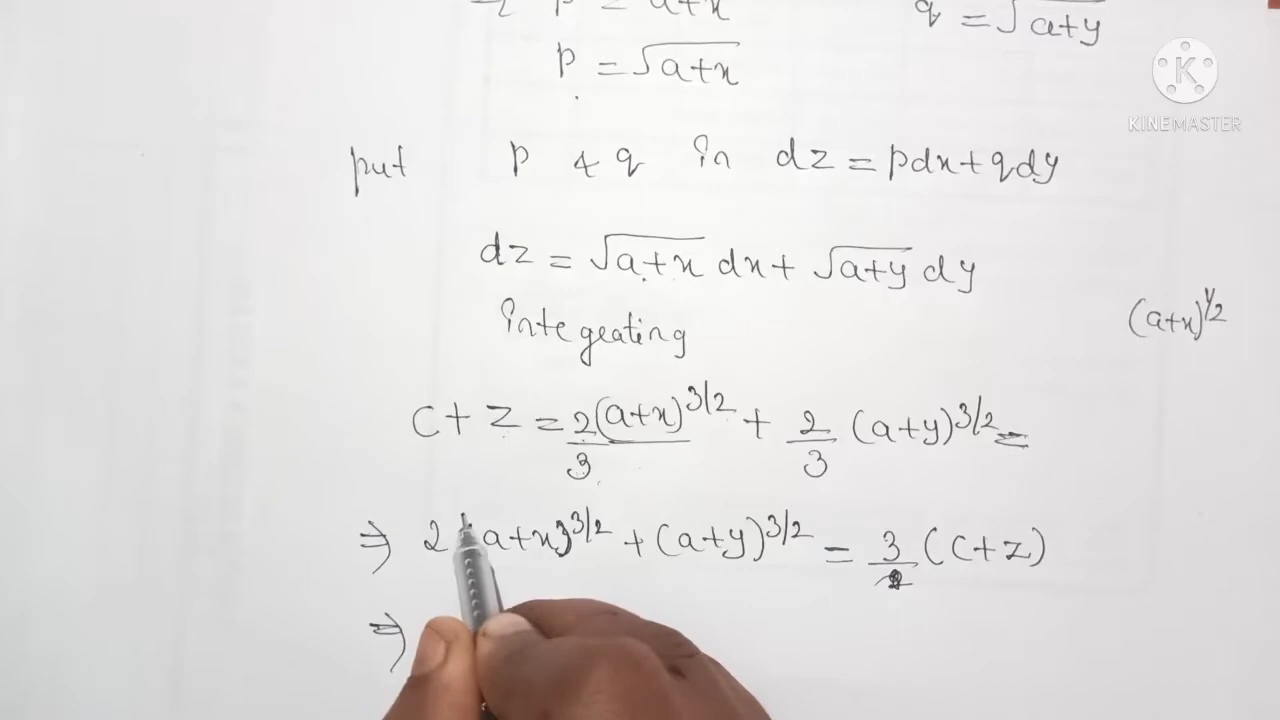 p = a+x q = √a+y
p = √a+x
KINEMASTER
put p & q in dz = pdx+qdy
dz = √a+x dx + √a+y dy
integeating
(a+x)^1/2
c+z = 2(a+x)^3/2/3 + 2/3 (a+y)^3/2 =
⇒ 2 a+x)^3/2 + (a+y)^3/2 = 3/2 (c+z)
⇒